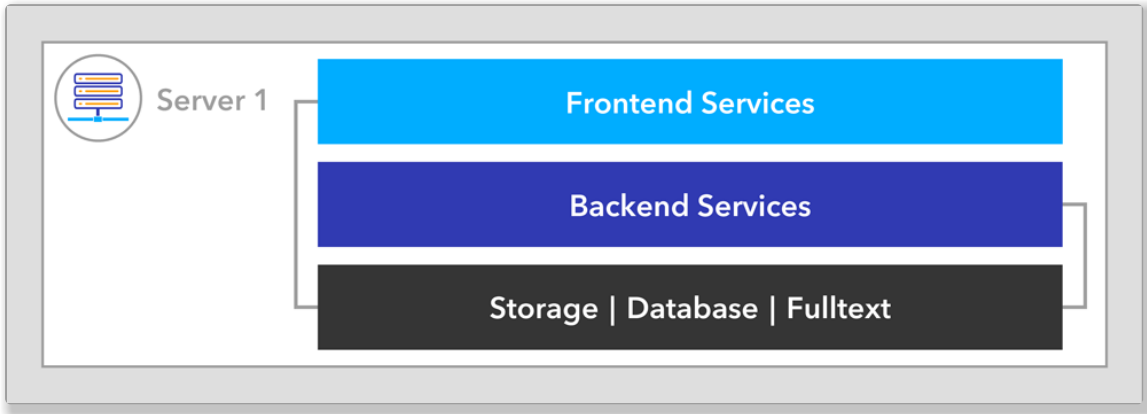 Server 1
Frontend Services
Backend Services
Storage | Database | Fulltext